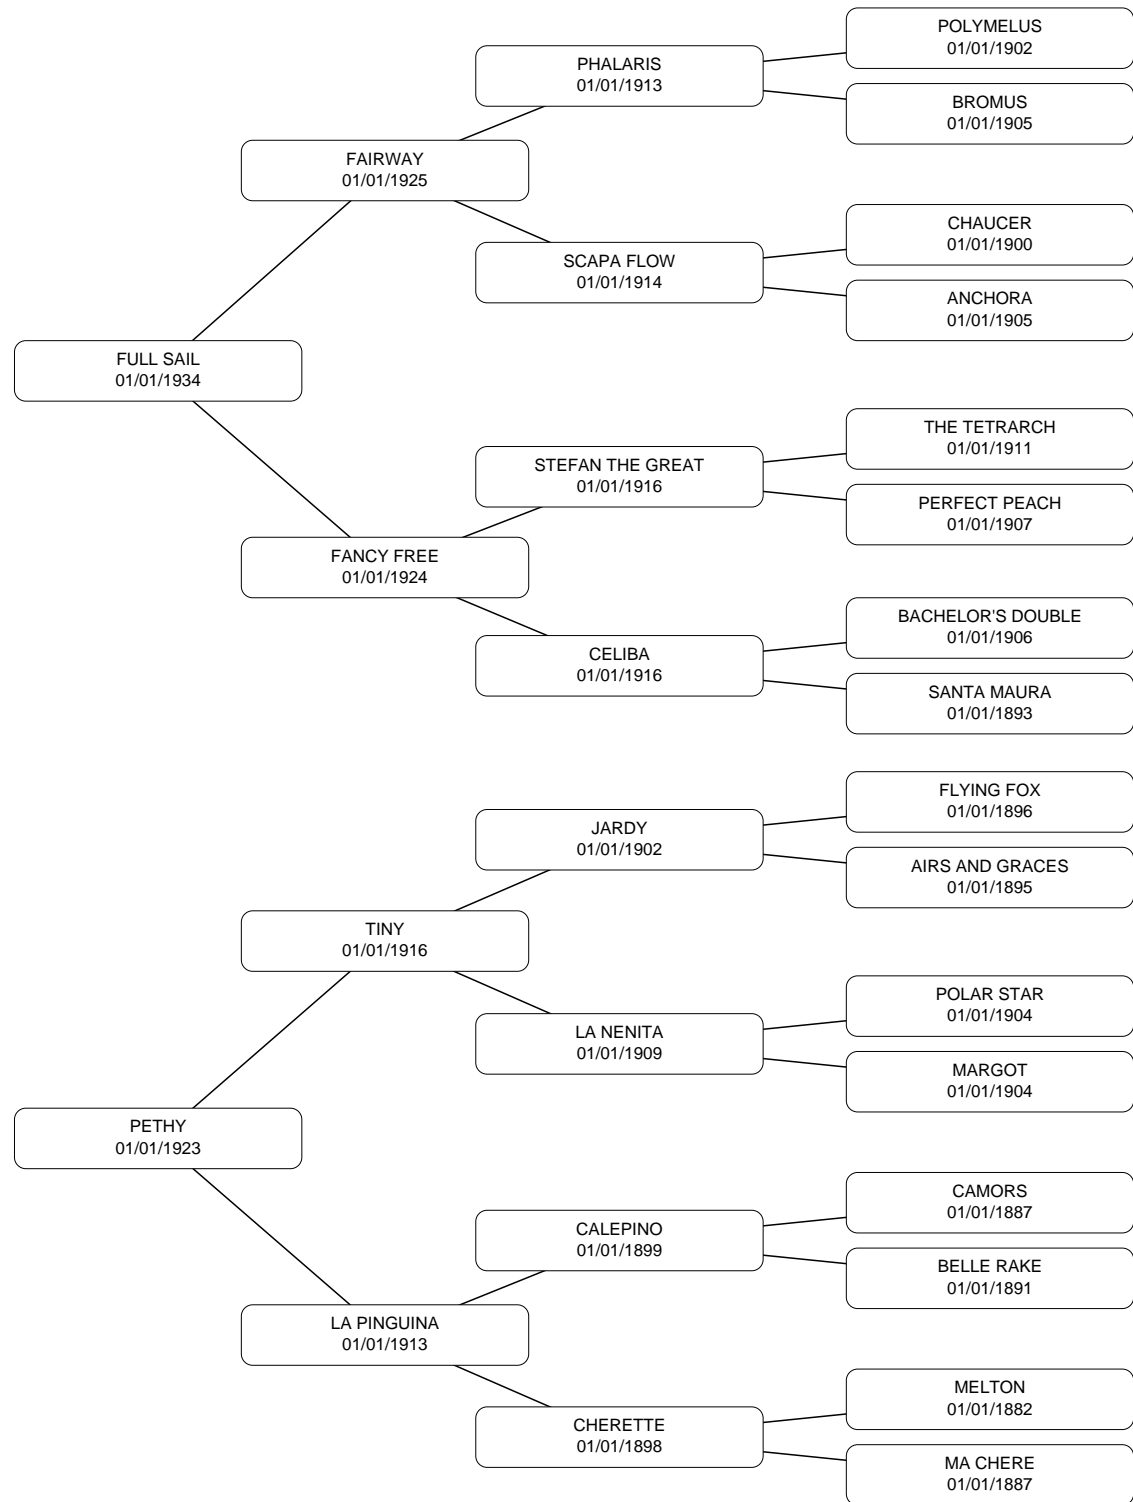 POLYMELUS
01/01/1902
PHALARIS
01/01/1913
BROMUS
01/01/1905
FAIRWAY
01/01/1925
CHAUCER
01/01/1900
SCAPA FLOW
01/01/1914
ANCHORA
01/01/1905
FULL SAIL
01/01/1934
THE TETRARCH
01/01/1911
STEFAN THE GREAT
01/01/1916
PERFECT PEACH
01/01/1907
FANCY FREE
01/01/1924
BACHELOR'S DOUBLE
01/01/1906
CELIBA
01/01/1916
SANTA MAURA
01/01/1893
FLYING FOX
01/01/1896
JARDY
01/01/1902
AIRS AND GRACES
01/01/1895
TINY
01/01/1916
POLAR STAR
01/01/1904
LA NENITA
01/01/1909
MARGOT
01/01/1904
PETHY
01/01/1923
CAMORS
01/01/1887
CALEPINO
01/01/1899
BELLE RAKE
01/01/1891
LA PINGUINA
01/01/1913
MELTON
01/01/1882
CHERETTE
01/01/1898
MA CHERE
01/01/1887